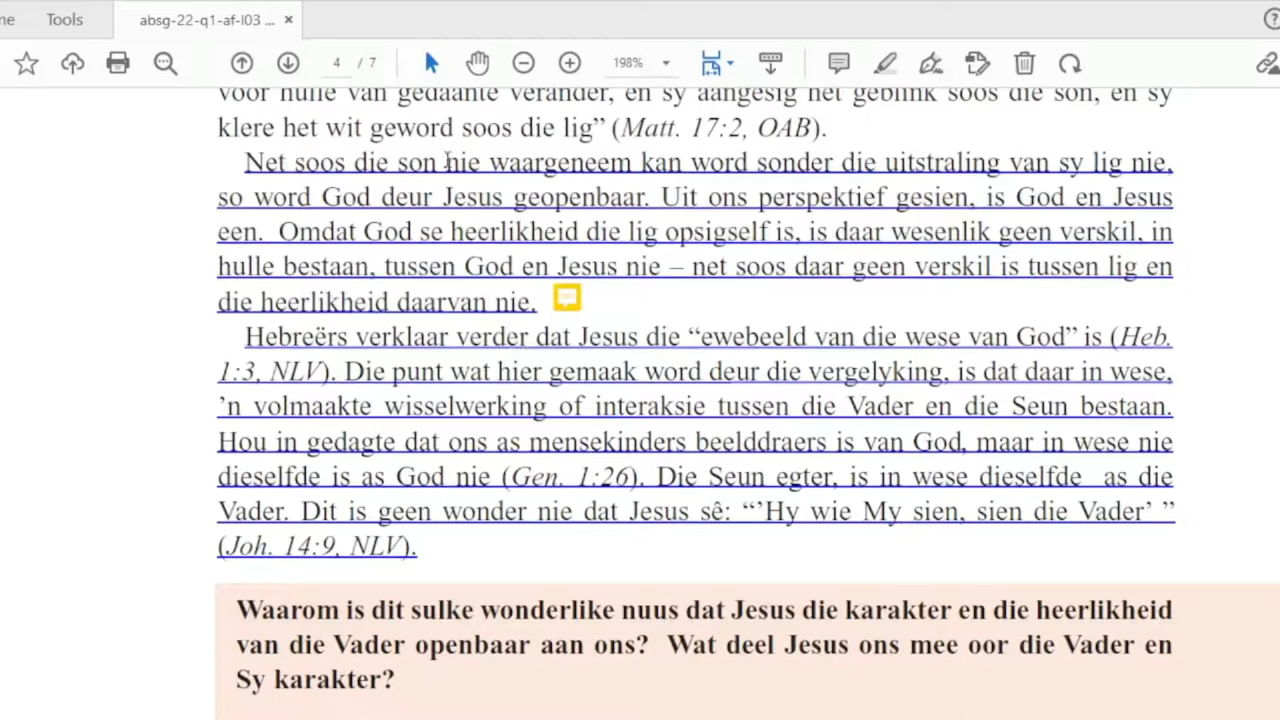 me Tools absg-22-q1-af-l03 ... ×
4 / 7 198%
voor hulle van gedaante verander, en sy aangesig het geblink soos die son, en sy
klere het wit geword soos die lig” (Matt. 17:2, OAB).
Net soos die son nie waargeneem kan word sonder die uitstraling van sy lig nie,
so word God deur Jesus geopenbaar. Uit ons perspektief gesien, is God en Jesus
een. Omdat God se heerlikheid die lig opsigself is, is daar wesenlik geen verskil, in
hulle bestaan, tussen God en Jesus nie – net soos daar geen verskil is tussen lig en
die heerlikheid daarvan nie.
Hebreërs verklaar verder dat Jesus die “ewebeeld van die wese van God” is (Heb.
1:3, NLV). Die punt wat hier gemaak word deur die vergelyking, is dat daar in wese,
’n volmaakte wisselwerking of interaksie tussen die Vader en die Seun bestaan.
Hou in gedagte dat ons as mensekinders beelddraers is van God, maar in wese nie
dieselfde is as God nie (Gen. 1:26). Die Seun egter, is in wese dieselfde as die
Vader. Dit is geen wonder nie dat Jesus sê: “’Hy wie My sien, sien die Vader’ ”
(Joh. 14:9, NLV).
Waarom is dit sulke wonderlike nuus dat Jesus die karakter en die heerlikheid
van die Vader openbaar aan ons? Wat deel Jesus ons mee oor die Vader en
Sy karakter?